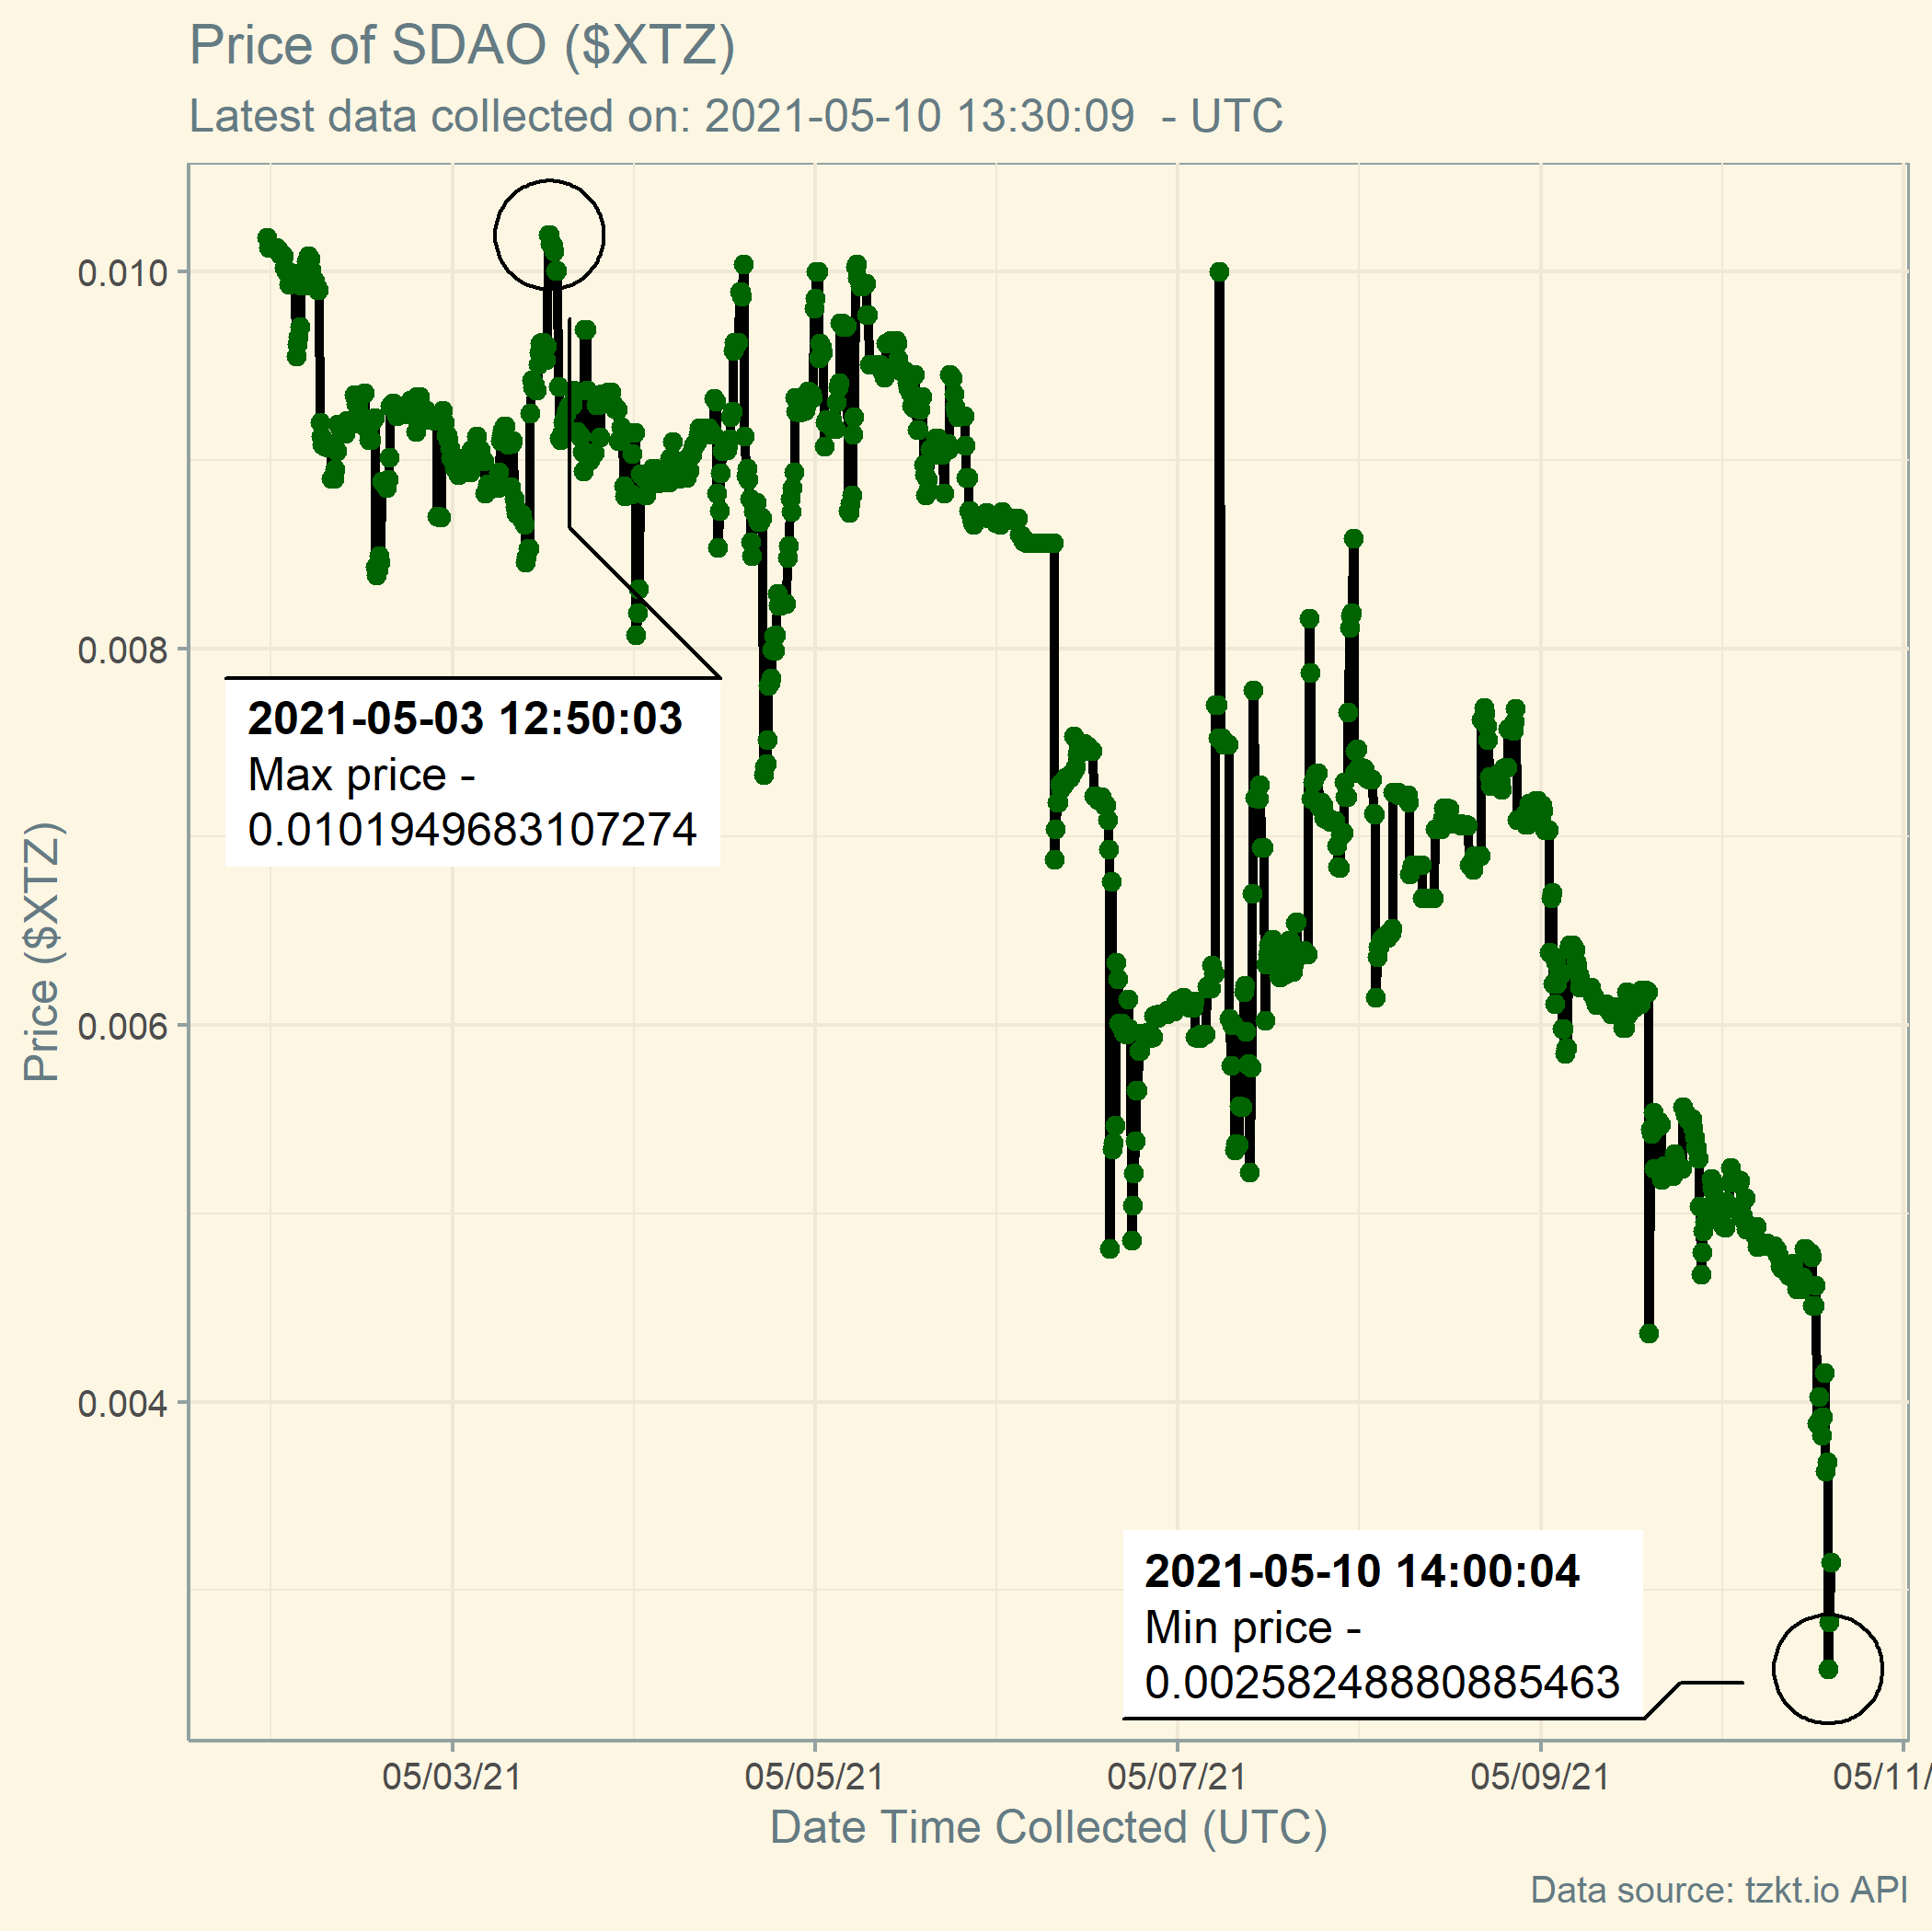 Price of SDAO ($XTZ)
Latest data collected on: 2021-05-10 13:30:09  - UTC
0.010
0.008
0.006
0.004
Price ($XTZ)
2021-05-03 12:50:03
Max price -
0.0101949683107274
2021-05-10 14:00:04
Min price -
0.00258248880885463
05/03/21
05/05/21
05/07/21
05/09/21
05/11/
Date Time Collected (UTC)
Data source: tzkt.io API